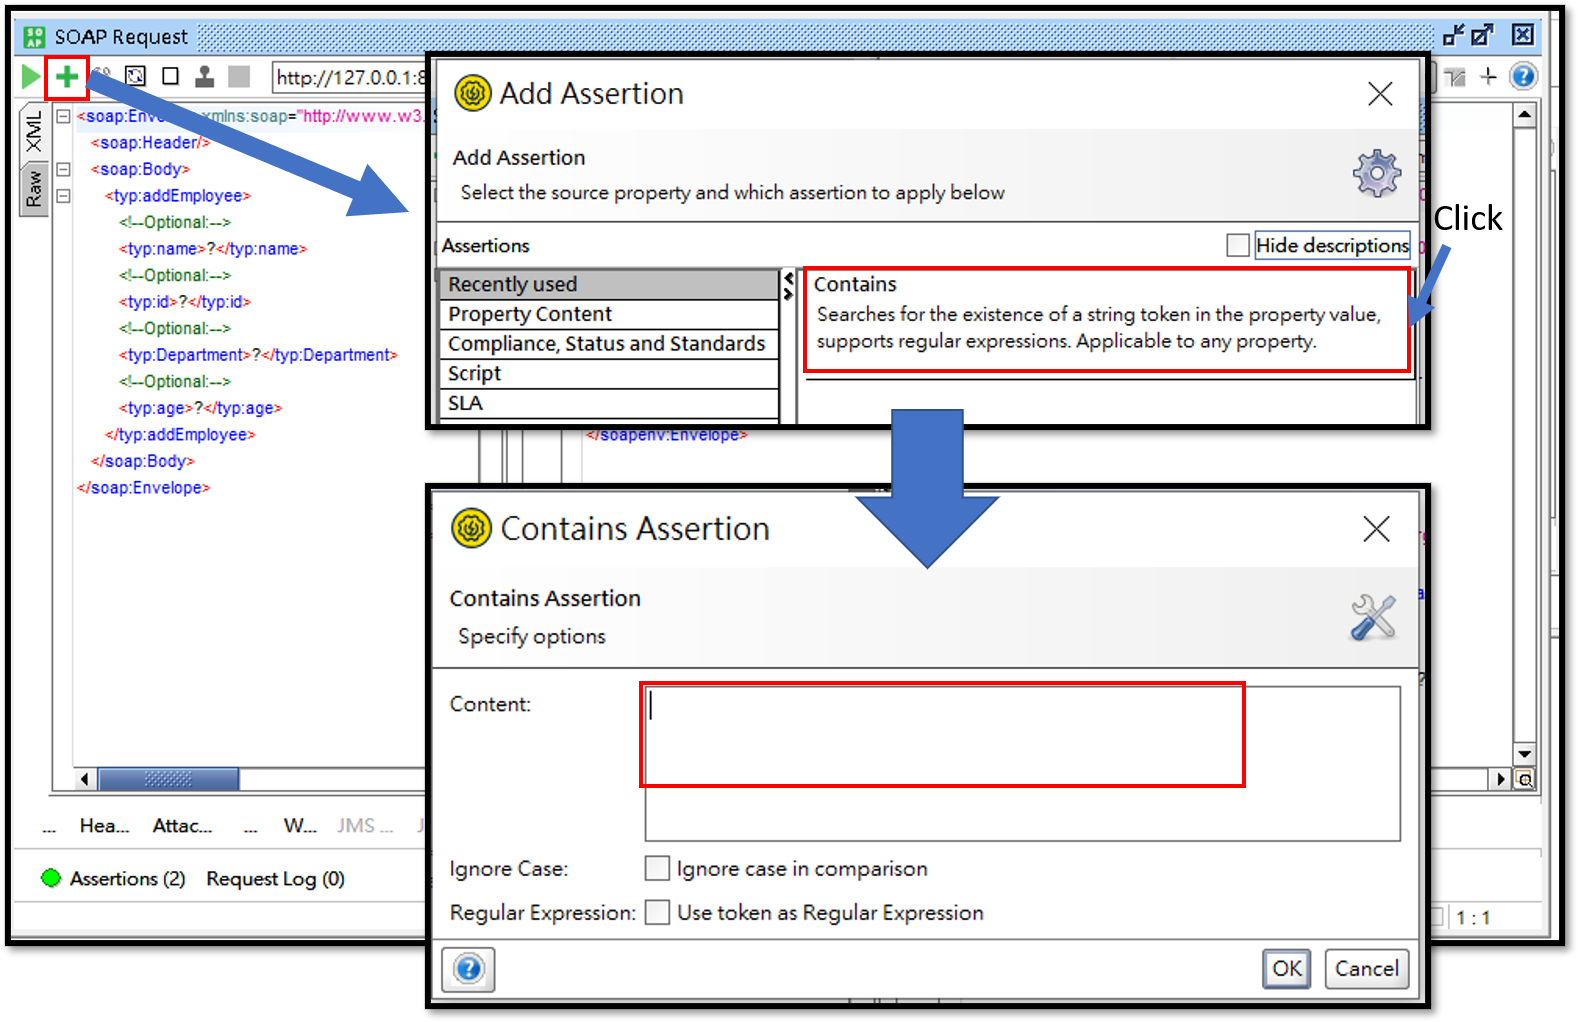 SOAP Request
http://127.0.0.1:8
XML
Raw
<soap:Enve xmlns:soap="http://www.w3.
<soap:Header/>
<soap:Body>
<typ:addEmployee>
<!--Optional:-->
<typ:name>?</typ:name>
<!--Optional:-->
<typ:id>?</typ:id>
<!--Optional:-->
<typ:Department>?</typ:Department>
<!--Optional:-->
<typ:age>?</typ:age>
</typ:addEmployee>
</soap:Body>
</soap:Envelope>
Add Assertion
Add Assertion
Select the source property and which assertion to apply below
Click
Assertions
Hide descriptions
Recently used
Property Content
Compliance, Status and Standards
Script
SLA
Contains
Searches for the existence of a string token in the property value,
supports regular expressions. Applicable to any property.
</soapenv:Envelope>
Contains Assertion
Contains Assertion
Specify options
Content:
Ignore Case:
Ignore case in comparison
Regular Expression:
Use token as Regular Expression
OK
Cancel
... Hea... Attac... ... W... JMS ...
Assertions (2) Request Log (0)
1 : 1